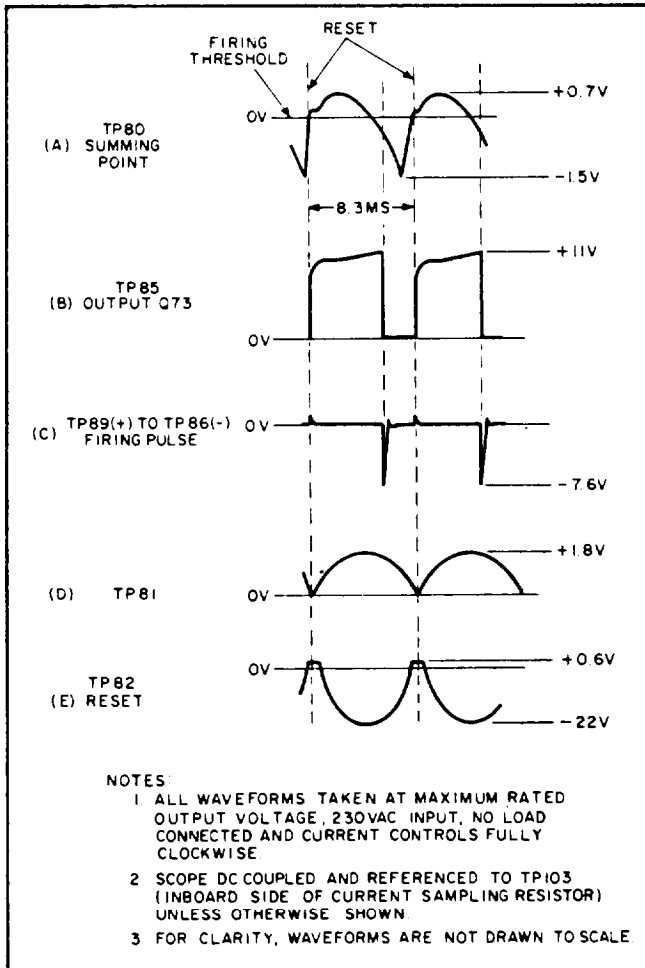 RESET
FIRING
THRESHOLD
+0.7V
0V
TP80
(A) SUMMING
POINT
-1.5V
8.3MS
+11V
TP85
(B) OUTPUT Q73
0V
(C) TP89(+) TO TP86(-)
FIRING PULSE
0V
-7.6V
+1.8V
(D) TP81
0V
+0.6V
0V
TP82
(E) RESET
-22V
NOTES:
1. ALL WAVEFORMS TAKEN AT MAXIMUM RATED
OUTPUT VOLTAGE, 230VAC INPUT, NO LOAD
CONNECTED AND CURRENT CONTROLS FULLY
CLOCKWISE.
2 SCOPE DC COUPLED AND REFERENCED TO TP103
(INBOARD SIDE OF CURRENT SAMPLING RESISTOR)
UNLESS OTHERWISE SHOWN.
3 FOR CLARITY, WAVEFORMS ARE NOT DRAWN TO SCALE.